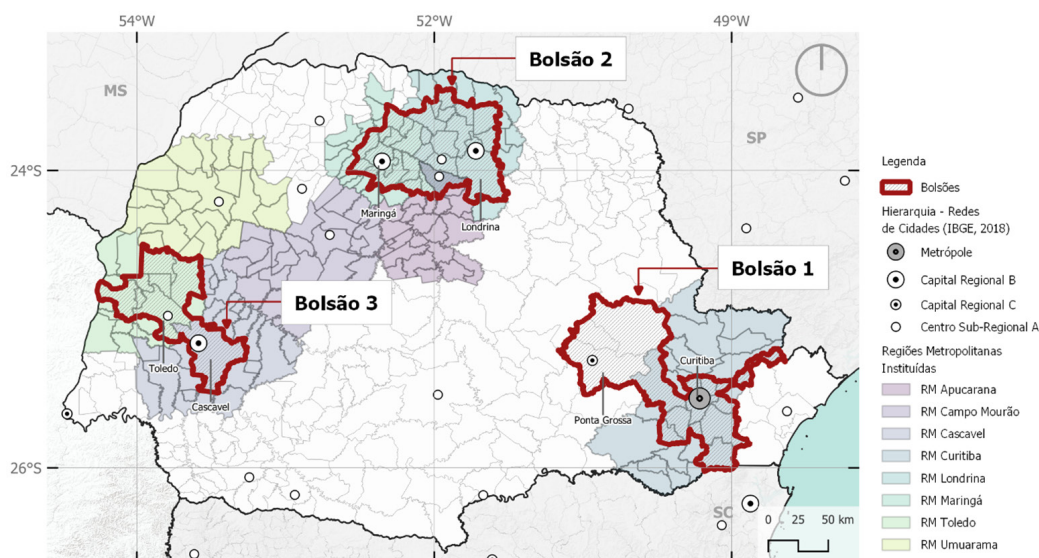 54°W
52°W
49°W
MS
Bolsão 2
SP
24°S
24°S
Maringá
Londrina
Bolsão 1
Bolsão 3
Toledo
Cascavel
Curitiba
Ponta Grossa
26°S
26°S
SC
0 25 50 km
Legenda
Bolsões
Hierarquia - Redes
de Cidades (IBGE, 2018)
Metrópole
Capital Regional B
Capital Regional C
Centro Sub-Regional A
Regiões Metropolitanas
Instituídas
RM Apucarana
RM Campo Mourão
RM Cascavel
RM Curitiba
RM Londrina
RM Maringá
RM Toledo
RM Umuarama